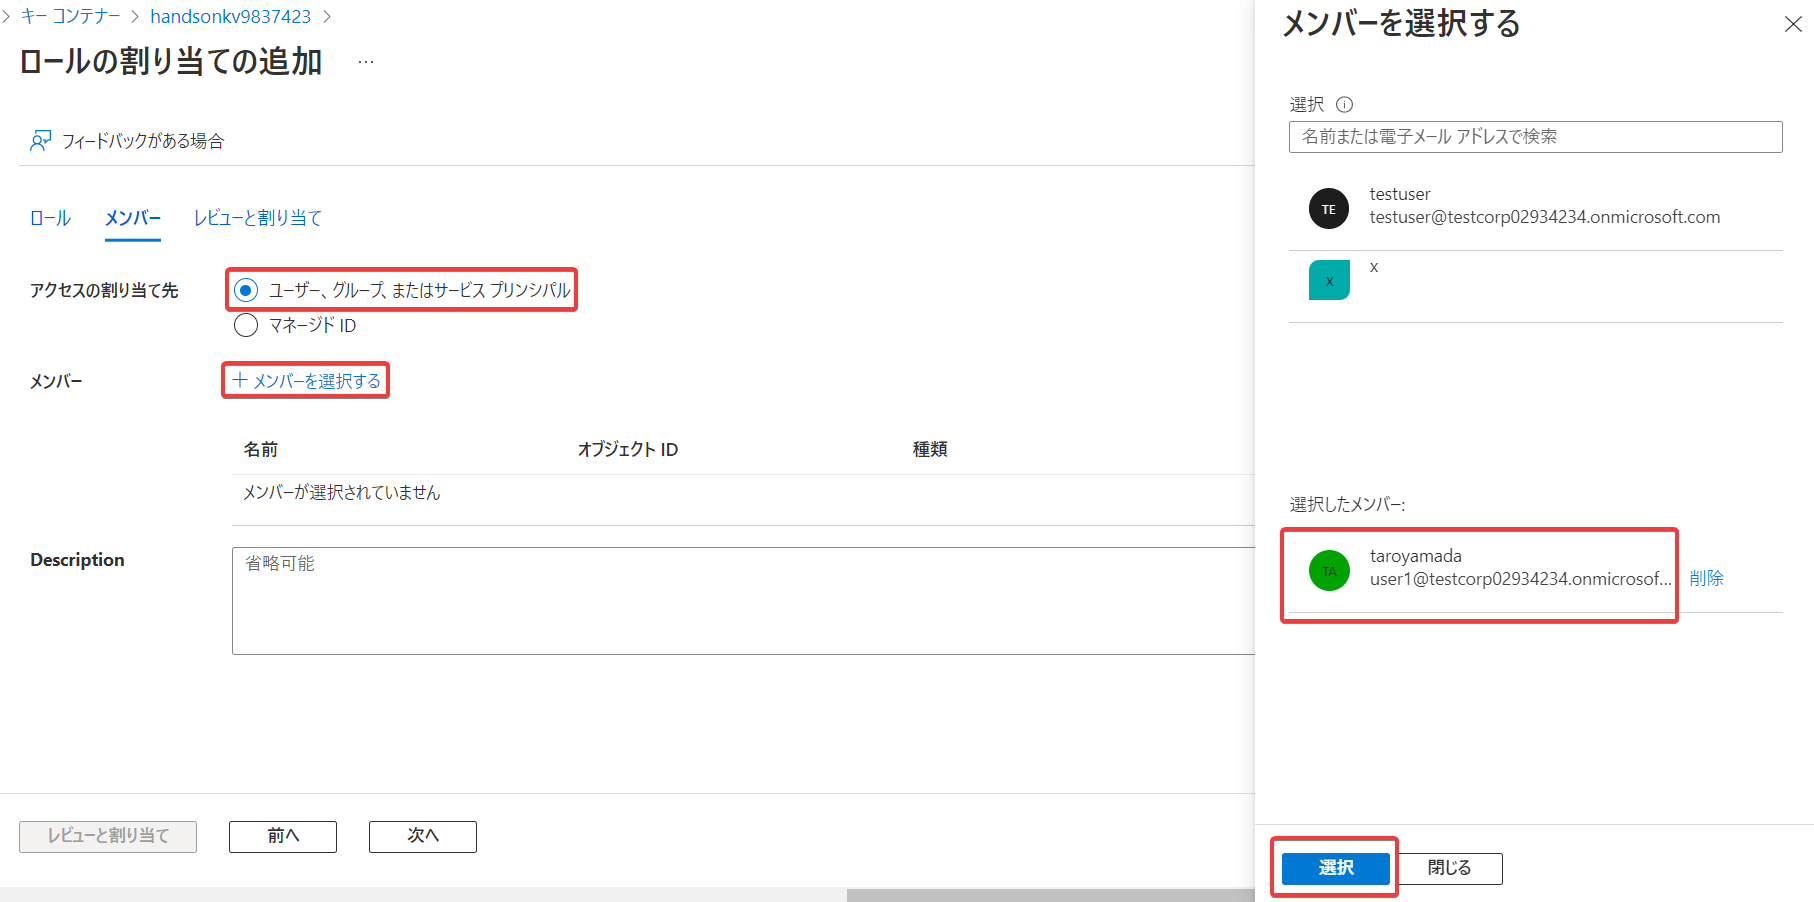 キー コンテナー > handsonkv9837423 >
ロールの割り当ての追加 ...
フィードバックがある場合
ロール メンバー レビューと割り当て
アクセスの割り当て先
ユーザー、グループ、またはサービス プリンシパル
マネージド ID
メンバー
+ メンバーを選択する
名前 オブジェクト ID 種類
メンバーが選択されていません
Description
省略可能
レビューと割り当て 前へ 次へ
メンバーを選択する
選択
名前または電子メール アドレスで検索
TE
testuser
testuser@testcorp02934234.onmicrosoft.com
X
x
選択したメンバー:
TA
taroyamada
user1@testcorp02934234.onmicrosof...
削除
選択 閉じる